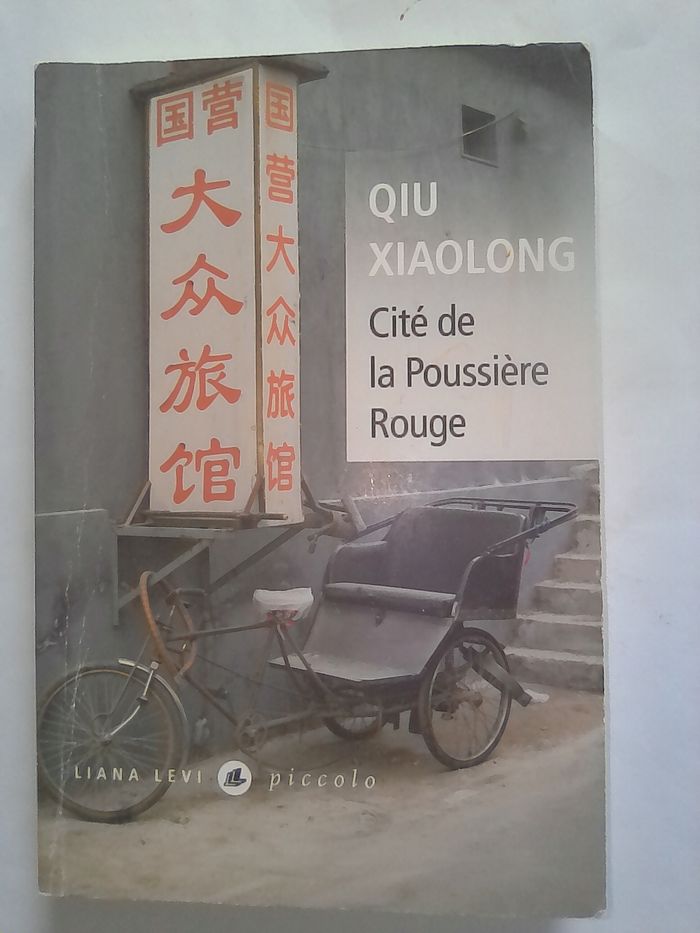 国营
大
众
旅
馆
国
营
大
众
旅
馆
QIU
XIAOLONG
Cité de
la Poussière
Rouge
LIANA LEVI piccolo